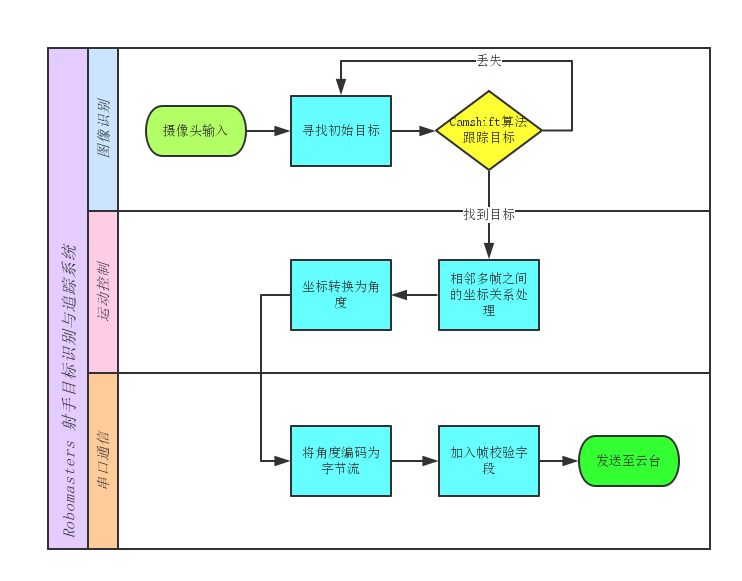 Robomasters 射手目标识别与追踪系统
图像识别
丢失
摄像头输入
寻找初始目标
Camshift算法
跟踪目标
找到目标
运动控制
坐标转换为角
度
相邻多帧之间
的坐标关系处
理
串口通信
将角度编码为
字节流
加入帧校验字
段
发送至云台